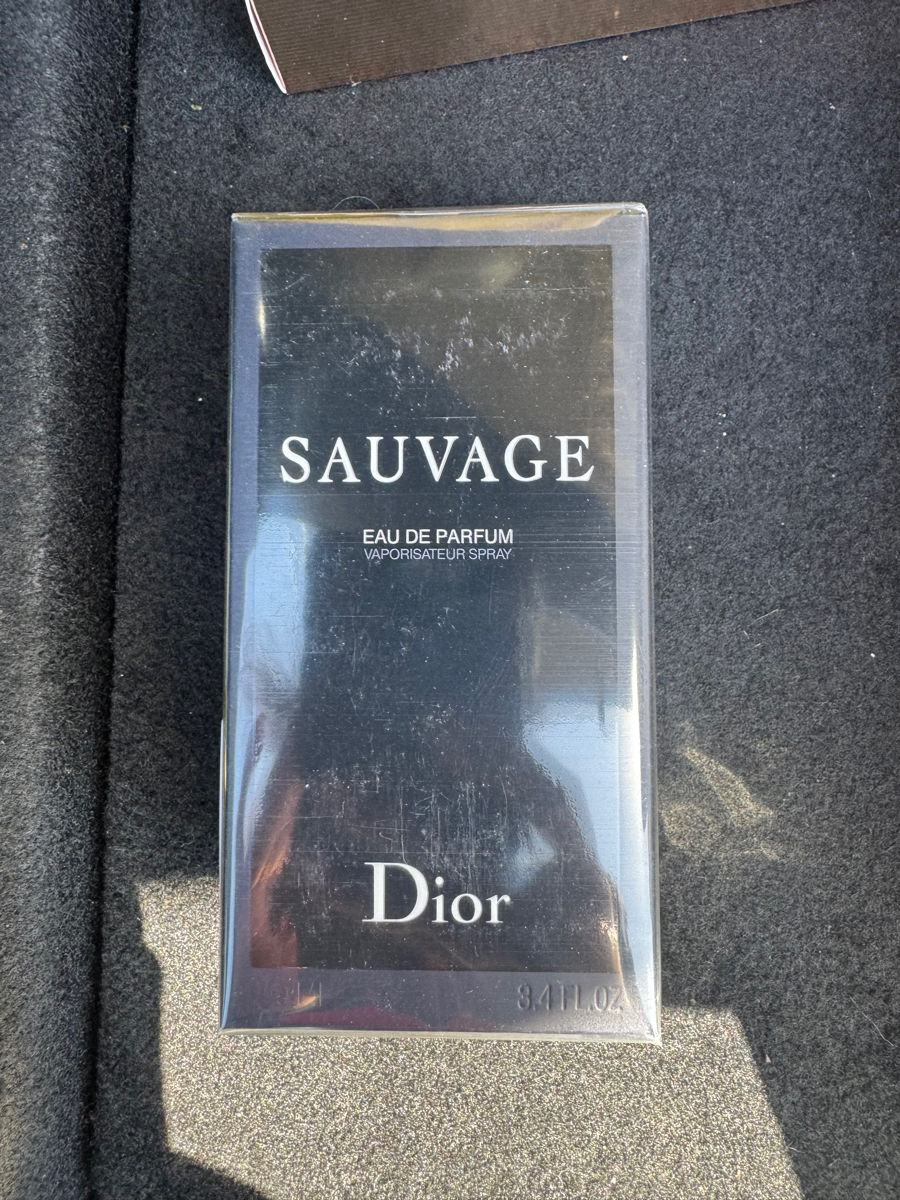 SAUVAGE
EAU DE PARFUM
VAPORISATEUR SPRAY
Dior
3.4 FL.OZ